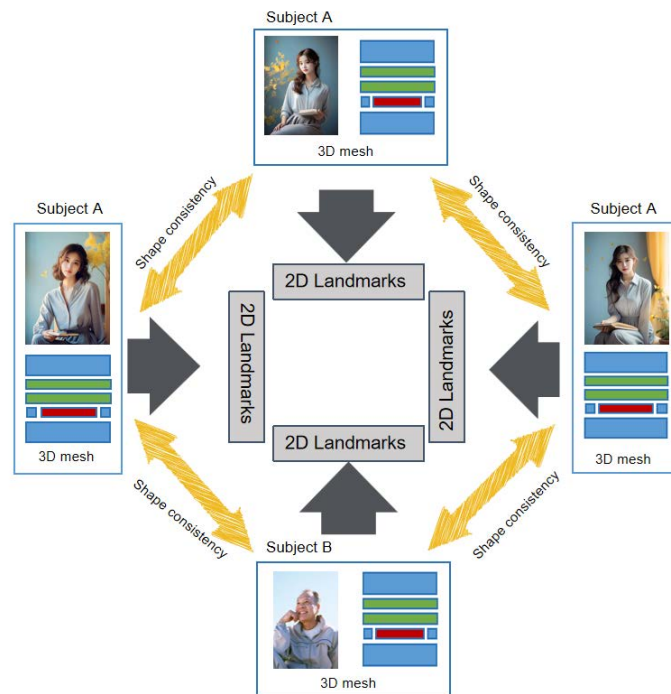 Subject A
3D mesh
Shape consistency
Shape consistency
Subject A
3D mesh
2D Landmarks
2D Landmarks
2D Landmarks
2D Landmarks
Subject A
3D mesh
Shape consistency
Shape consistency
Subject B
3D mesh